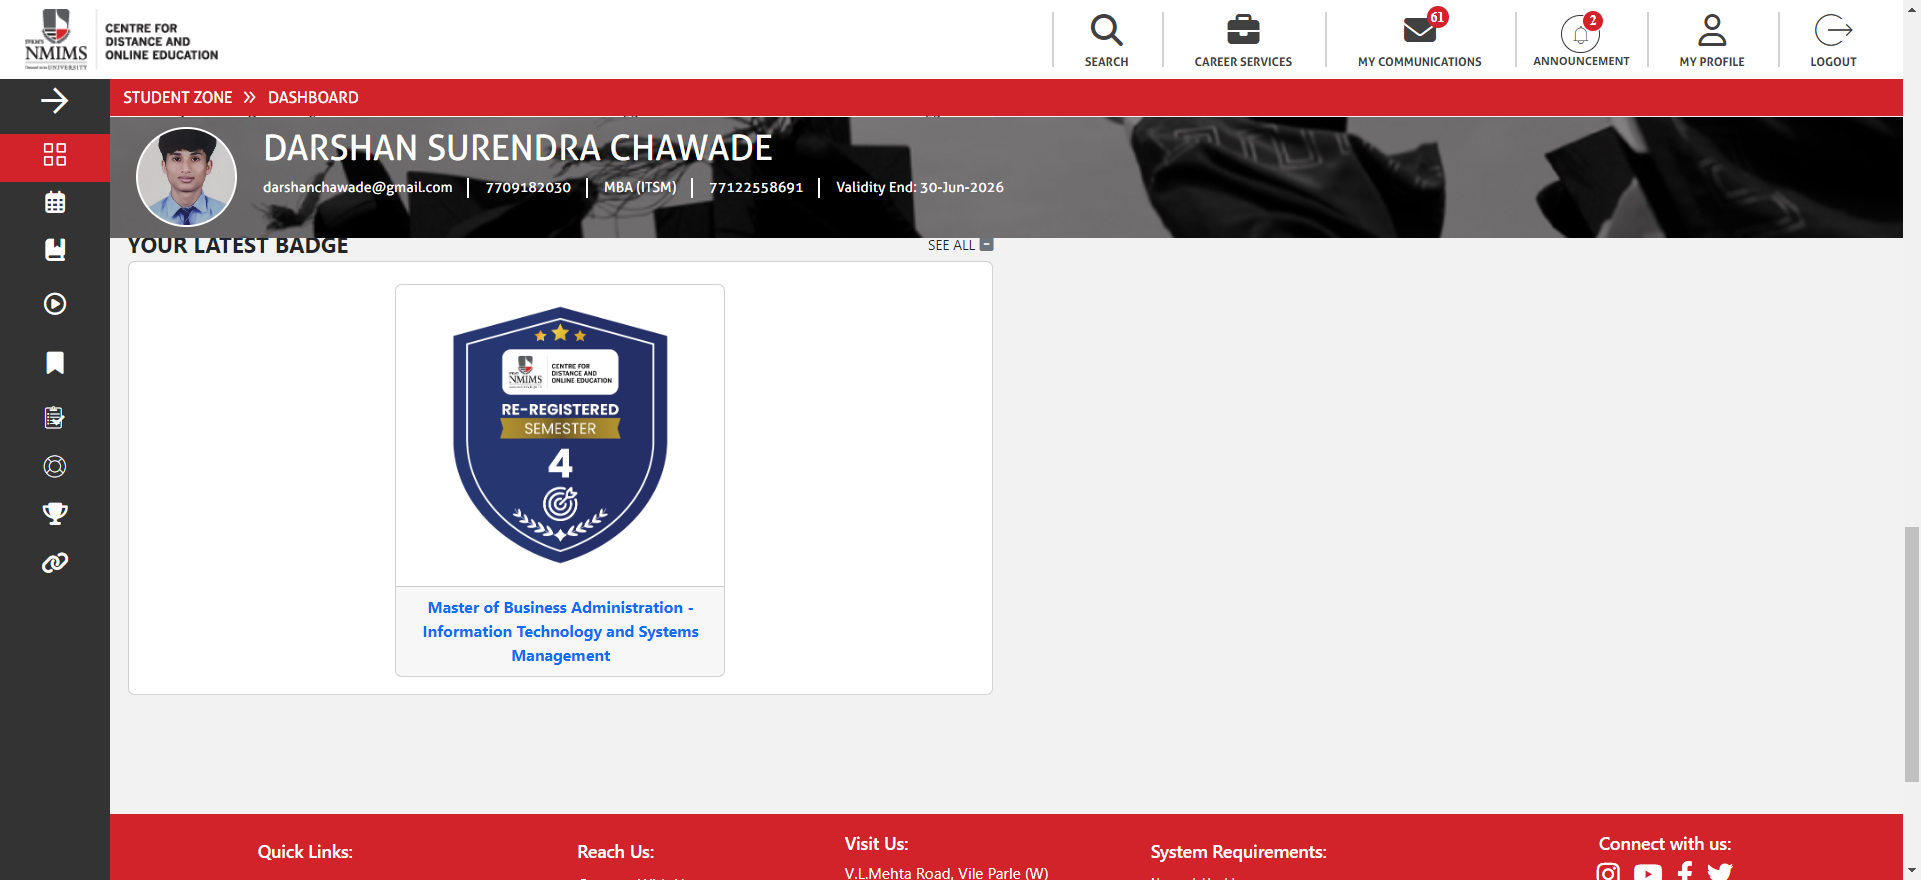 SVKM'S
NMIMS
CENTRE FOR
DISTANCE AND
ONLINE EDUCATION
SEARCH
CAREER SERVICES
61
MY COMMUNICATIONS
2
ANNOUNCEMENT
MY PROFILE
LOGOUT
STUDENT ZONE » DASHBOARD
DARSHAN SURENDRA CHAWADE
darshanchawade@gmail.com | 7709182030 | MBA (ITSM) | 77122558691 | Validity End: 30-Jun-2026
YOUR LATEST BADGE
SEE ALL
NMIMS
CENTRE FOR
DISTANCE AND
ONLINE EDUCATION
RE-REGISTERED
SEMESTER
4
Master of Business Administration -
Information Technology and Systems
Management
Quick Links:
Reach Us:
Visit Us:
V.L.Mehta Road, Vile Parle (W)
System Requirements:
Connect with us: